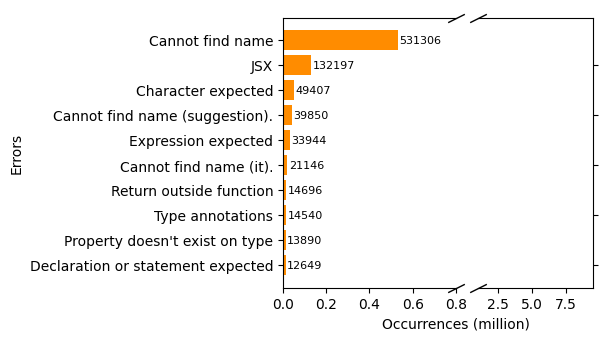 Cannot find name 531306
JSX 132197
Character expected 49407
Cannot find name (suggestion). 39850
Expression expected 33944
Cannot find name (it). 21146
Return outside function 14696
Type annotations 14540
Property doesn't exist on type 13890
Declaration or statement expected 12649
Errors
0.0 0.2 0.4 0.6 0.8 2.5 5.0 7.5
Occurrences (million)